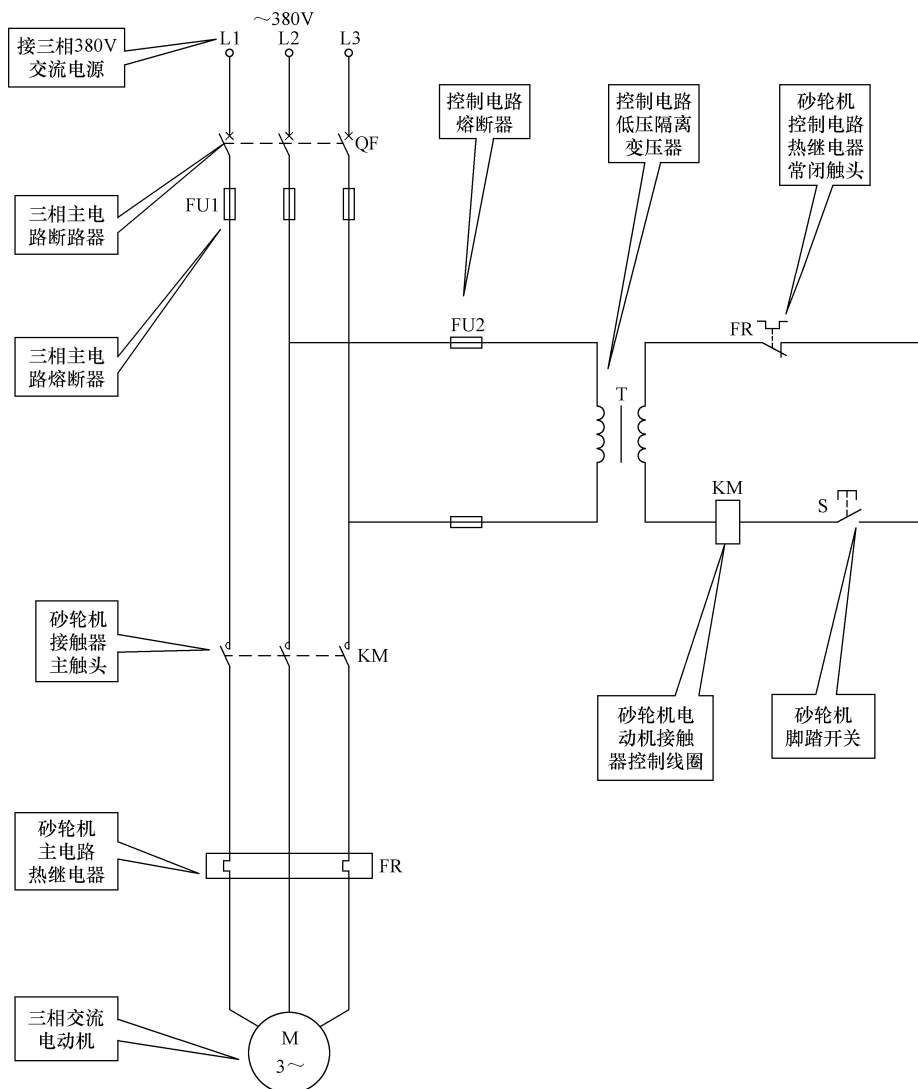 ～380V
L1
L2
L3
接三相380V
交流电源
QF
FU1
三相主电
路断路器
三相主电
路熔断器
控制电路
熔断器
控制电路
低压隔离
变压器
砂轮机
控制电路
热继电器
常闭触头
FU2
FR
T
KM
S
砂轮机
接触器
主触头
KM
砂轮机电
动机接触
器控制线圈
砂轮机
脚踏开关
砂轮机
主电路
热继电器
FR
三相交流
电动机
M
3～